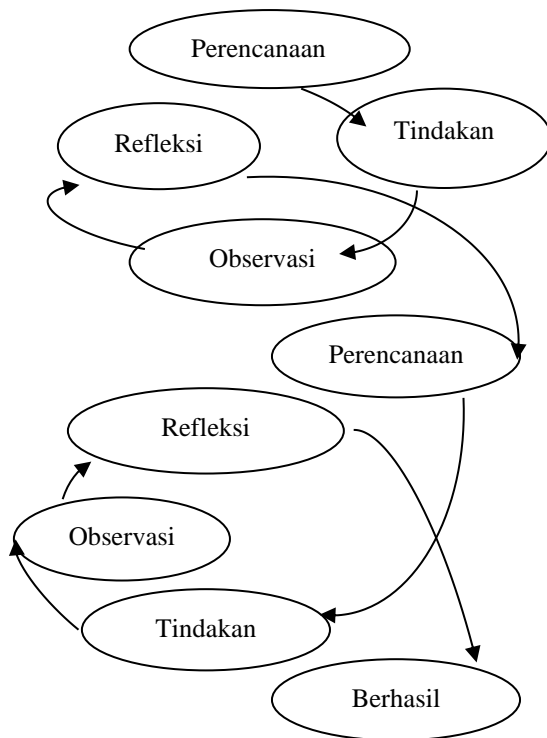 Perencanaan
Tindakan
Refleksi
Observasi
Perencanaan
Refleksi
Observasi
Tindakan
Berhasil